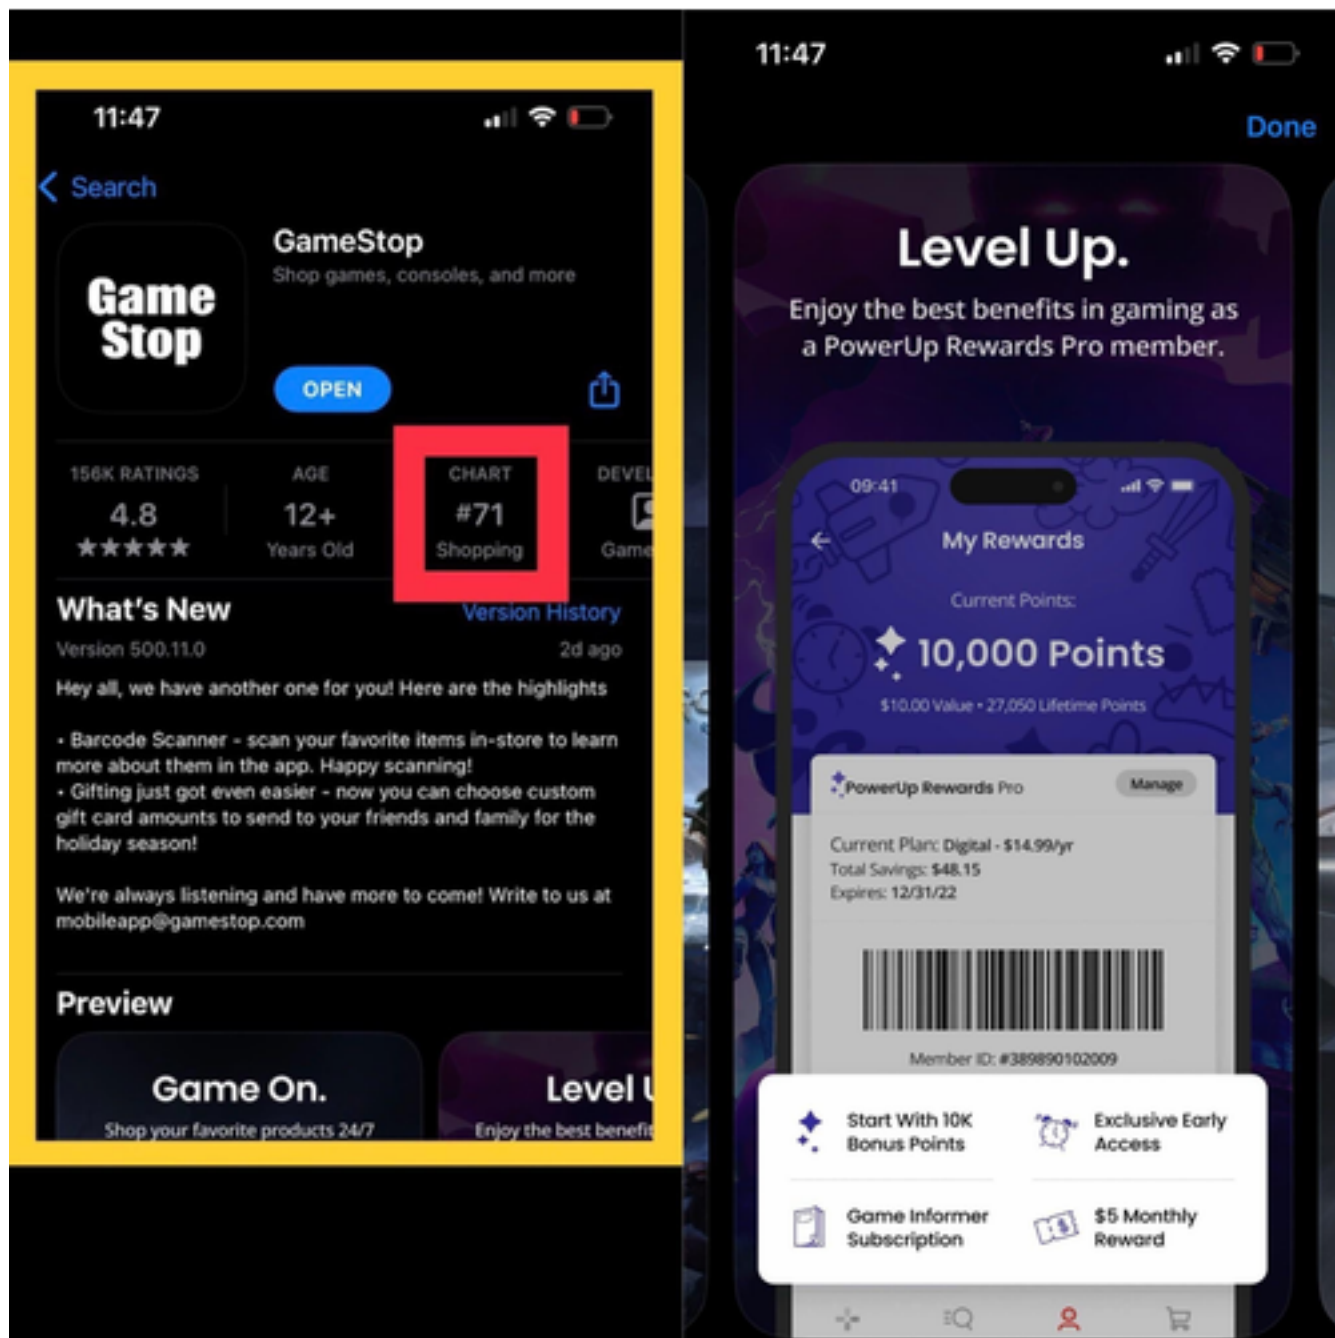 11:47
Search
Game
Stop
GameStop
Shop games, consoles, and more
OPEN
156K RATINGS
4.8
AGE
12+
Years Old
CHART
#71
Shopping
DEVEL
Game
What's New
Version History
Version 500.11.0
2d ago
Hey all, we have another one for you! Here are the highlights
• Barcode Scanner - scan your favorite items in-store to learn
more about them in the app. Happy scanning!
• Gifting just got even easier - now you can choose custom
gift card amounts to send to your friends and family for the
holiday season!
We're always listening and have more to come! Write to us at
mobileapp@gamestop.com
Preview
Game On.
Shop your favorite products 24/7
Level U
Enjoy the best benefit
11:47
Done
Level Up.
Enjoy the best benefits in gaming as
a PowerUp Rewards Pro member.
09:41
My Rewards
Current Points:
10,000 Points
$10.00 Value • 27,050 Lifetime Points
PowerUp Rewards Pro
Manage
Current Plan: Digital - $14.99/yr
Total Savings: $48.15
Expires: 12/31/22
Member ID: #389890102009
Start With 10K
Bonus Points
Exclusive Early
Access
Game Informer
Subscription
$5 Monthly
Reward